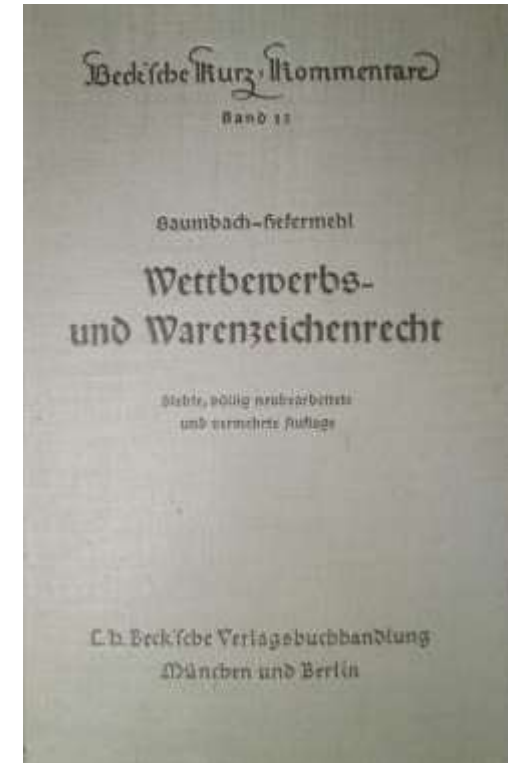 Beck'sche Kurz-Kommentare
Band 13
Baumbach-Hefermehl
Wettbewerbs-
und Warenzeichenrecht
völlig neubearbeitete
und vermehrte Auflage
C.H. Beck'sche Verlagsbuchhandlung
München und Berlin